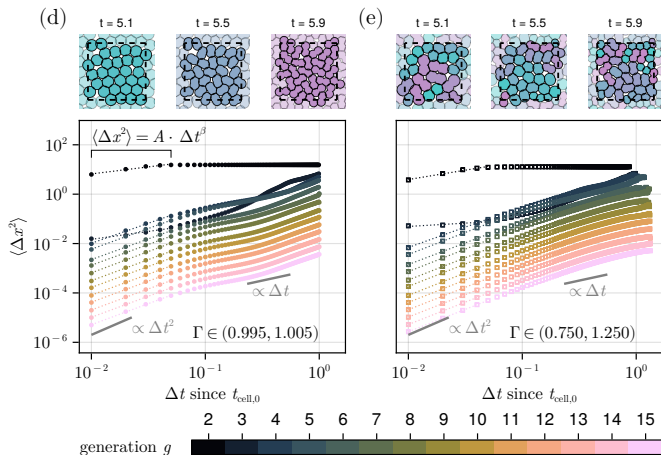 (d)
t = 5.1
t = 5.5
t = 5.9
(e)
t = 5.1
t = 5.5
t = 5.9
⟨Δx²⟩ = A · Δt^β
10²
10⁰
10⁻²
10⁻⁴
10⁻⁶
⟨Δx²⟩
∝ Δt
∝ Δt²
Γ ∈ (0.995, 1.005)
∝ Δt
∝ Δt²
Γ ∈ (0.750, 1.250)
10⁻² 10⁻¹ 10⁰
10⁻² 10⁻¹ 10⁰
Δt since t_cell,0
Δt since t_cell,0
2 3 4 5 6 7 8 9 10 11 12 13 14 15
generation g